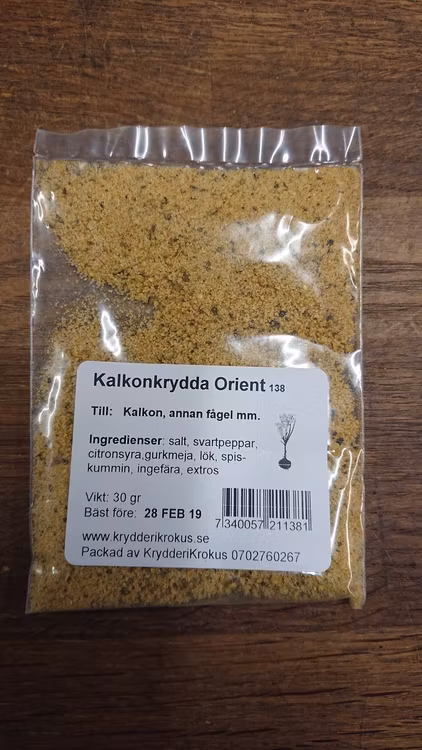 Kalkonkrydda Orient 138
Till: Kalkon, annan fågel mm.
Ingredienser: salt, svartpeppar,
citronsyra,gurkmeja, lök, spis-
kummin, ingefära, extros
Vikt: 30 gr
Bäst före: 28 FEB 19
7 340057 211381
www.krydderikrokus.se
Packad av KrydderiKrokus 0702760267